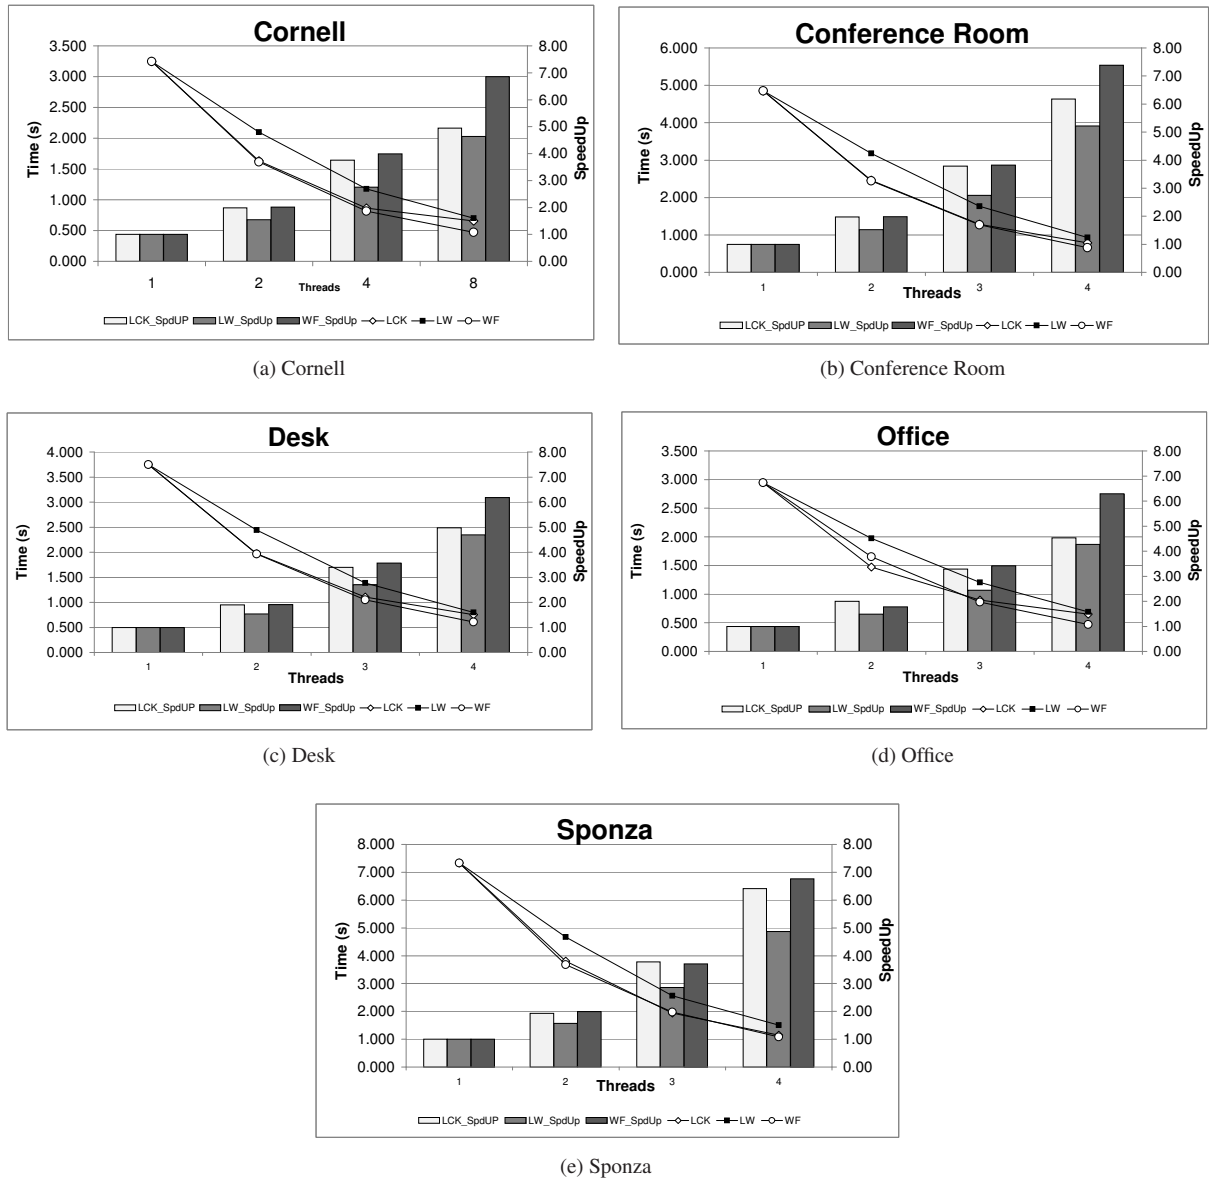 Cornell
3.500
3.000
2.500
2.000
1.500
1.000
0.500
0.000
Time (s)
8.00
7.00
6.00
5.00
4.00
3.00
2.00
1.00
0.00
SpeedUp
1 2 Threads 4 8
LCK_SpdUP LW_SpdUp WF_SpdUp LCK LW WF
(a) Cornell
Conference Room
6.000
5.000
4.000
3.000
2.000
1.000
0.000
Time (s)
8.00
7.00
6.00
5.00
4.00
3.00
2.00
1.00
0.00
SpeedUp
1 2 Threads 3 4
LCK_SpdUP LW_SpdUp WF_SpdUp LCK LW WF
(b) Conference Room
Desk
4.000
3.500
3.000
2.500
2.000
1.500
1.000
0.500
0.000
Time (s)
8.00
7.00
6.00
5.00
4.00
3.00
2.00
1.00
0.00
SpeedUp
1 2 3 4
Threads
LCK_SpdUP LW_SpdUp WF_SpdUp LCK LW WF
(c) Desk
Office
3.500
3.000
2.500
2.000
1.500
1.000
0.500
0.000
Time (s)
8.00
7.00
6.00
5.00
4.00
3.00
2.00
1.00
0.00
SpeedUp
1 2 3 4
Threads
LCK_SpdUP LW_SpdUp WF_SpdUp LCK LW WF
(d) Office
Sponza
8.000
7.000
6.000
5.000
4.000
3.000
2.000
1.000
0.000
Time (s)
8.00
7.00
6.00
5.00
4.00
3.00
2.00
1.00
0.00
SpeedUp
1 2 Threads 3 4
LCK_SpdUP LW_SpdUp WF_SpdUp LCK LW WF
(e) Sponza